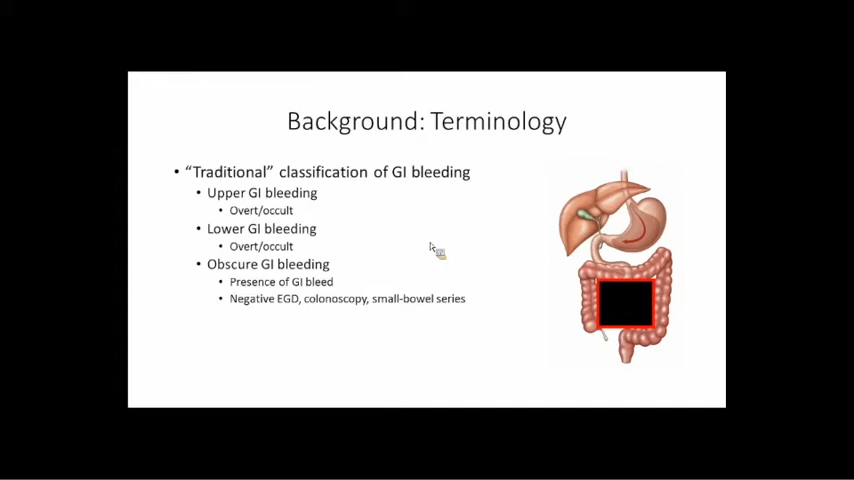 Background: Terminology
• “Traditional” classification of GI bleeding
• Upper GI bleeding
• Overt/occult
• Lower GI bleeding
• Overt/occult
• Obscure GI bleeding
• Presence of GI bleed
• Negative EGD, colonoscopy, small-bowel series